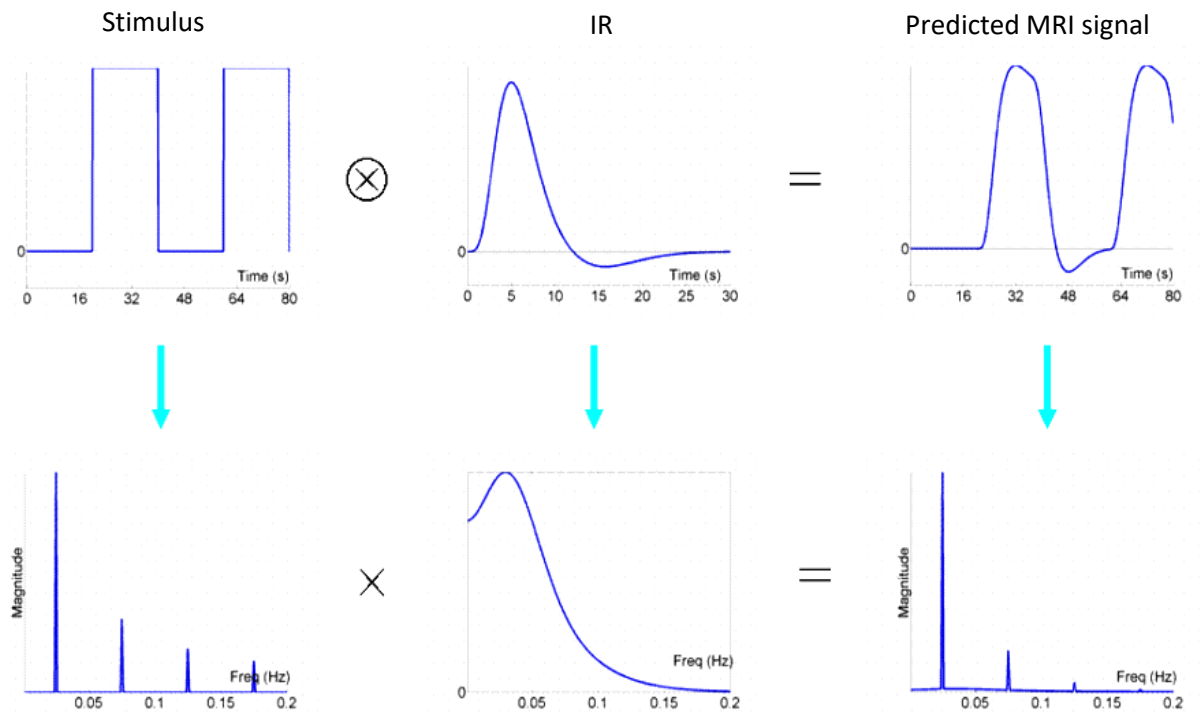 Stimulus
IR
Predicted MRI signal
0
Time (s)
0 16 32 48 64 80
0
Time (s)
0 5 10 15 20 25 30
0
Time (s)
0 16 32 48 64 80
⊗
=
Magnitude
Freq (Hz)
0.05 0.1 0.15 0.2
×
0
Freq (Hz)
0.05 0.1 0.15 0.2
=
Magnitude
Freq (Hz)
0.05 0.1 0.15 0.2